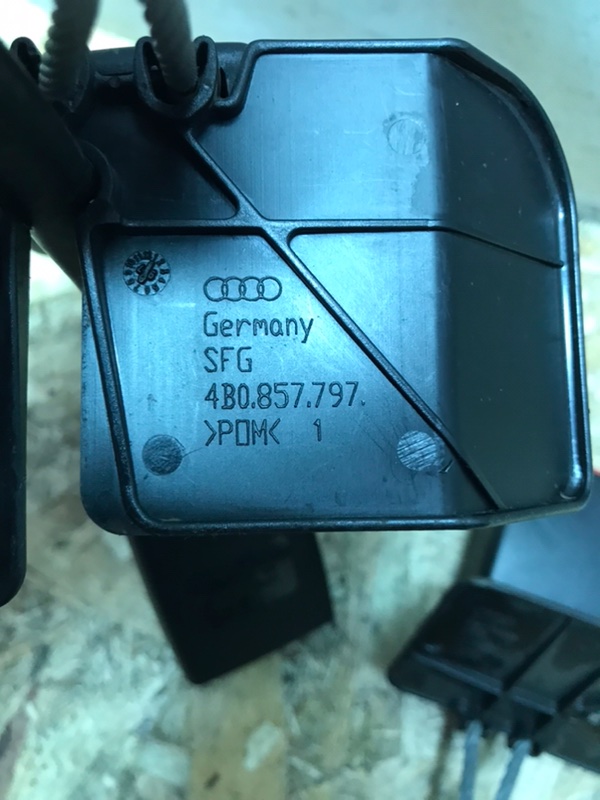 Germany
SFG
4B0.857.797.
>POM< 1